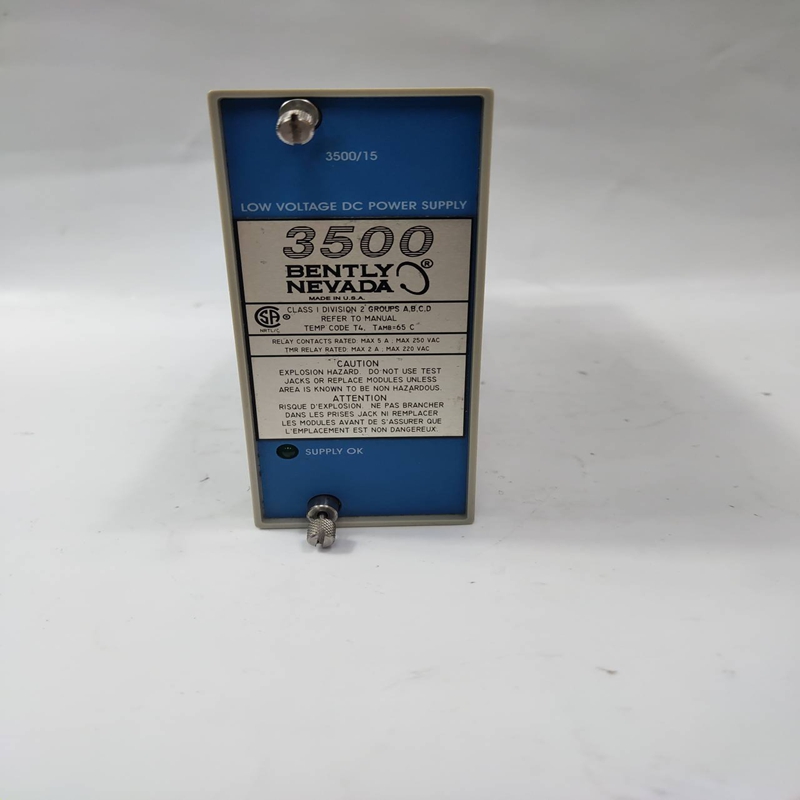 3500/15
LOW VOLTAGE DC POWER SUPPLY
3500
BENTLY
NEVADA ®
MADE IN U.S.A.
SA ®
NRTL/C
CLASS I DIVISION 2 GROUPS A,B,C,D
REFER TO MANUAL
TEMP CODE T4, TAMB=65 C
RELAY CONTACTS RATED: MAX 5 A ; MAX 250 VAC
TMR RELAY RATED: MAX 2 A ; MAX 220 VAC
CAUTION
EXPLOSION HAZARD. DO NOT USE TEST
JACKS OR REPLACE MODULES UNLESS
AREA IS KNOWN TO BE NON HAZARDOUS.
ATTENTION
RISQUE D'EXPLOSION. NE PAS BRANCHER
DANS LES PRISES JACK NI REMPLACER
LES MODULES AVANT DE S'ASSURER QUE
L'EMPLACEMENT EST NON DANGEREUX.
SUPPLY OK